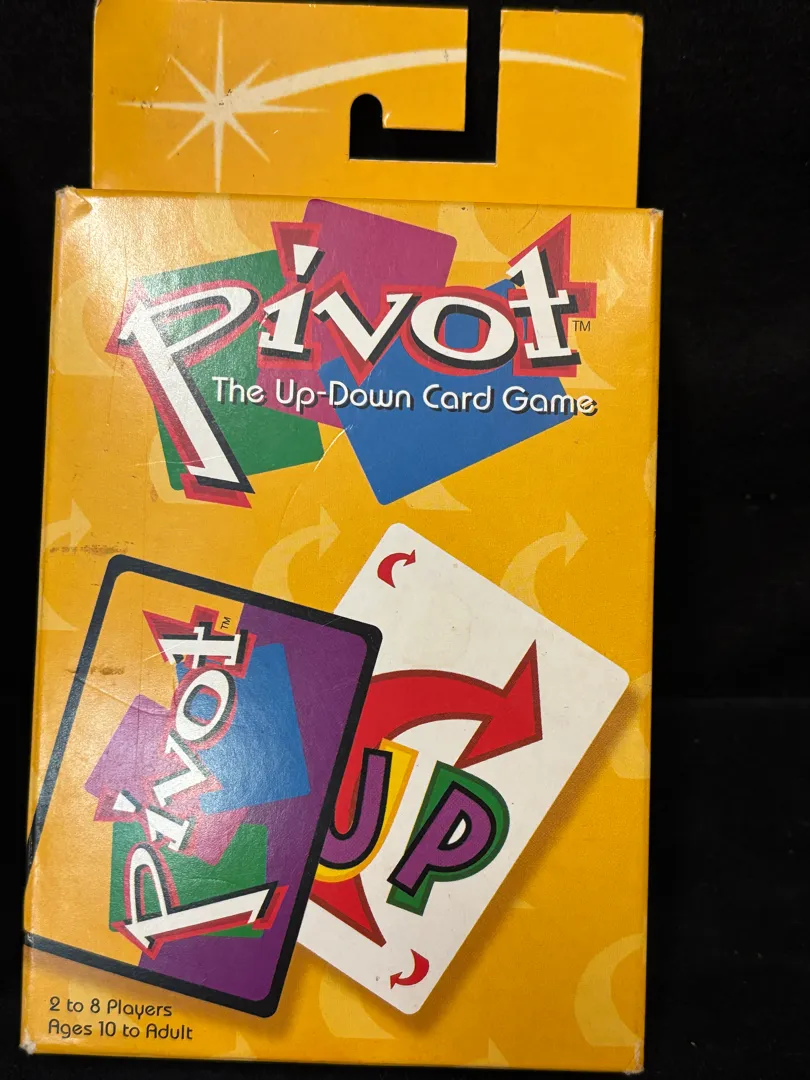 Pivot™
The Up-Down Card Game
Pivot™
UP
2 to 8 Players
Ages 10 to Adult